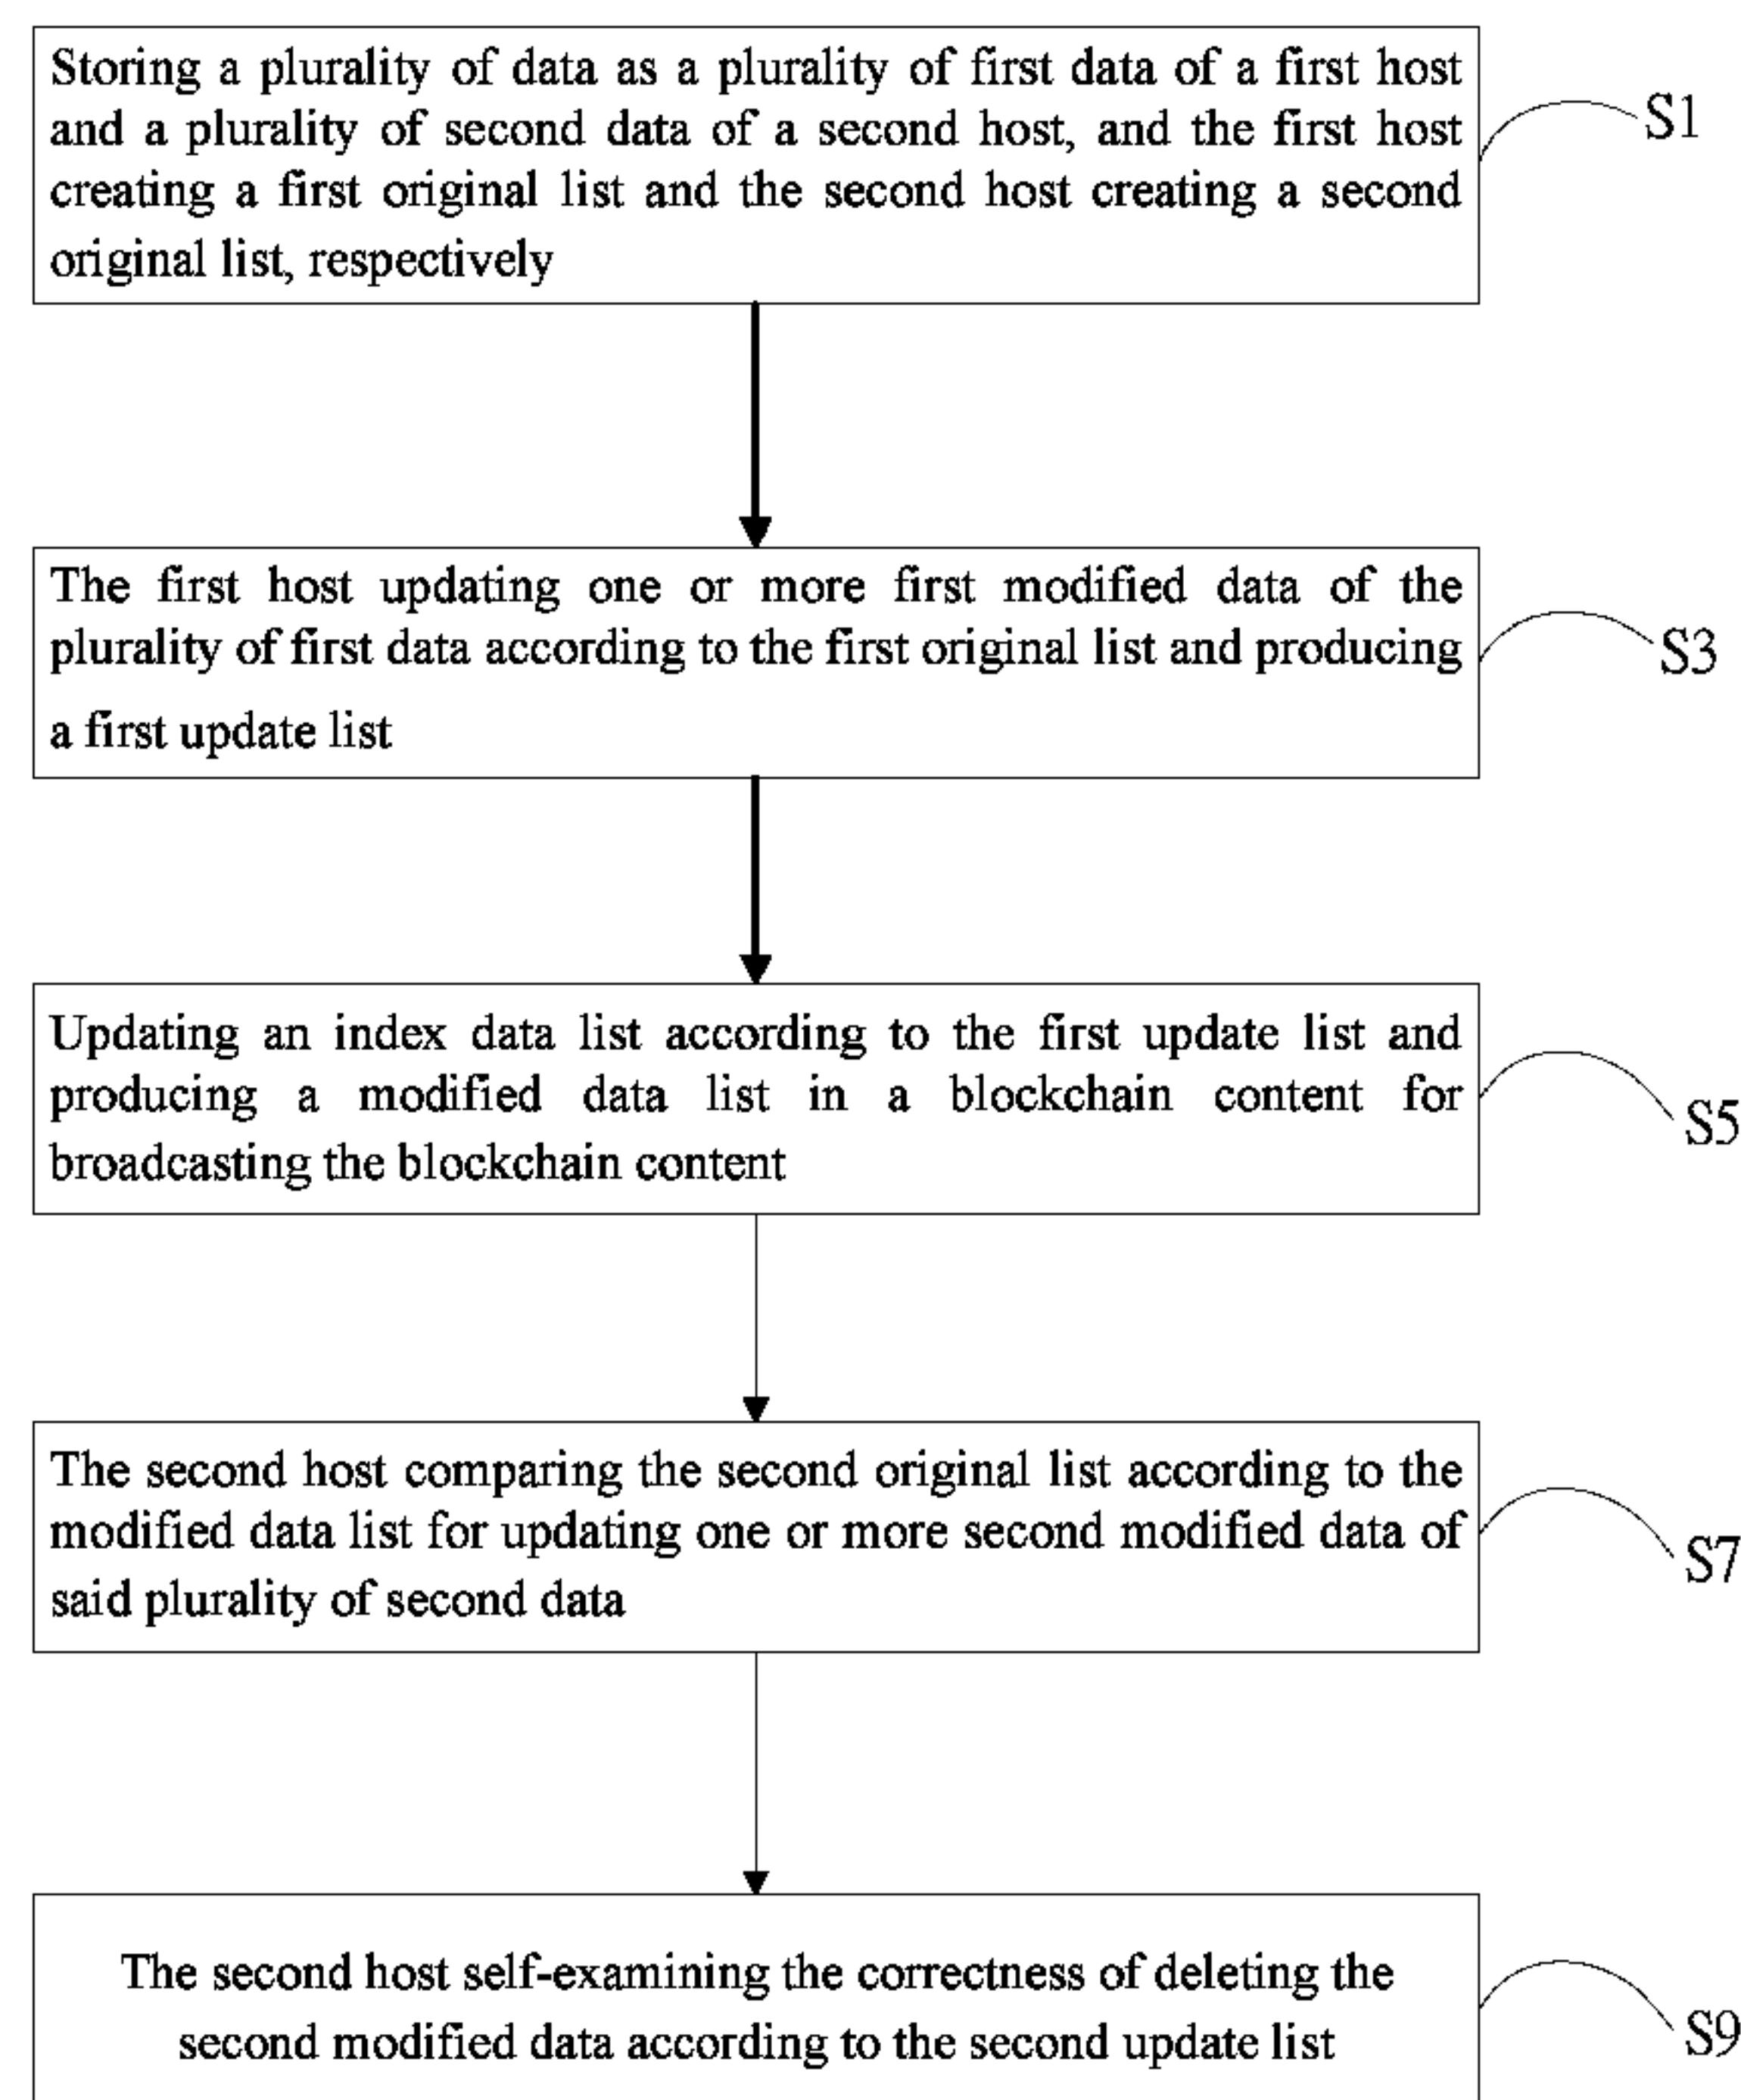 Storing a plurality of data as a plurality of first data of a first host
and a plurality of second data of a second host, and the first host
creating a first original list and the second host creating a second
original list, respectively
S1
The first host updating one or more first modified data of the
plurality of first data according to the first original list and producing
a first update list
S3
Updating an index data list according to the first update list and
producing a modified data list in a blockchain content for
broadcasting the blockchain content
S5
The second host comparing the second original list according to the
modified data list for updating one or more second modified data of
said plurality of second data
S7
The second host self-examining the correctness of deleting the
second modified data according to the second update list
S9